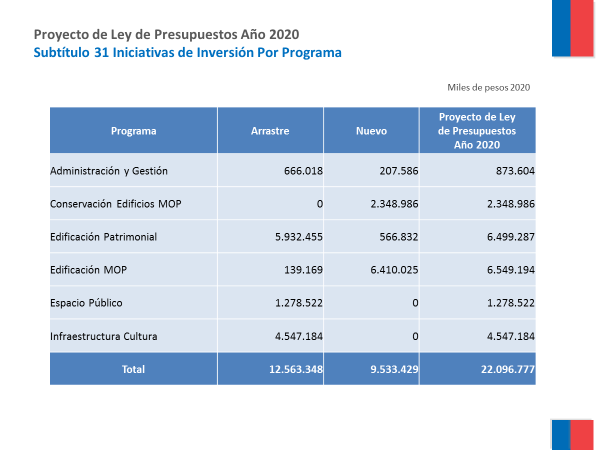 Proyecto de Ley de Presupuestos Año 2020
Subtítulo 31 Iniciativas de Inversión Por Programa
Miles de pesos 2020
Programa Arrastre Nuevo Proyecto de Ley de Presupuestos Año 2020
Administración y Gestión 666.018 207.586 873.604
Conservación Edificios MOP 0 2.348.986 2.348.986
Edificación Patrimonial 5.932.455 566.832 6.499.287
Edificación MOP 139.169 6.410.025 6.549.194
Espacio Público 1.278.522 0 1.278.522
Infraestructura Cultura 4.547.184 0 4.547.184
Total 12.563.348 9.533.429 22.096.777